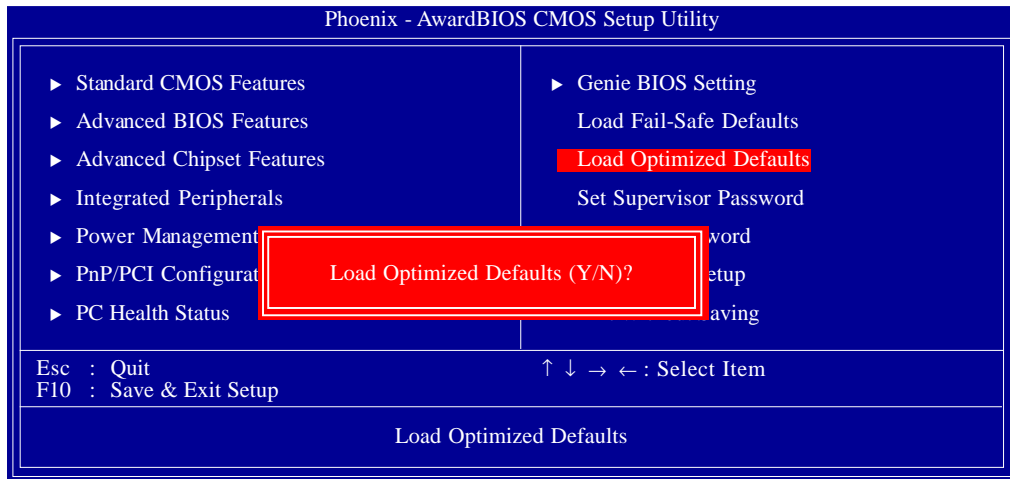 Phoenix - AwardBIOS CMOS Setup Utility
▶ Standard CMOS Features
▶ Advanced BIOS Features
▶ Advanced Chipset Features
▶ Integrated Peripherals
▶ Power Management
▶ PnP/PCI Configurat
▶ PC Health Status
▶ Genie BIOS Setting
Load Fail-Safe Defaults
Load Optimized Defaults
Set Supervisor Password
word
etup
aving
Load Optimized Defaults (Y/N)?
Esc : Quit
F10 : Save & Exit Setup
↑ ↓ → ← : Select Item
Load Optimized Defaults